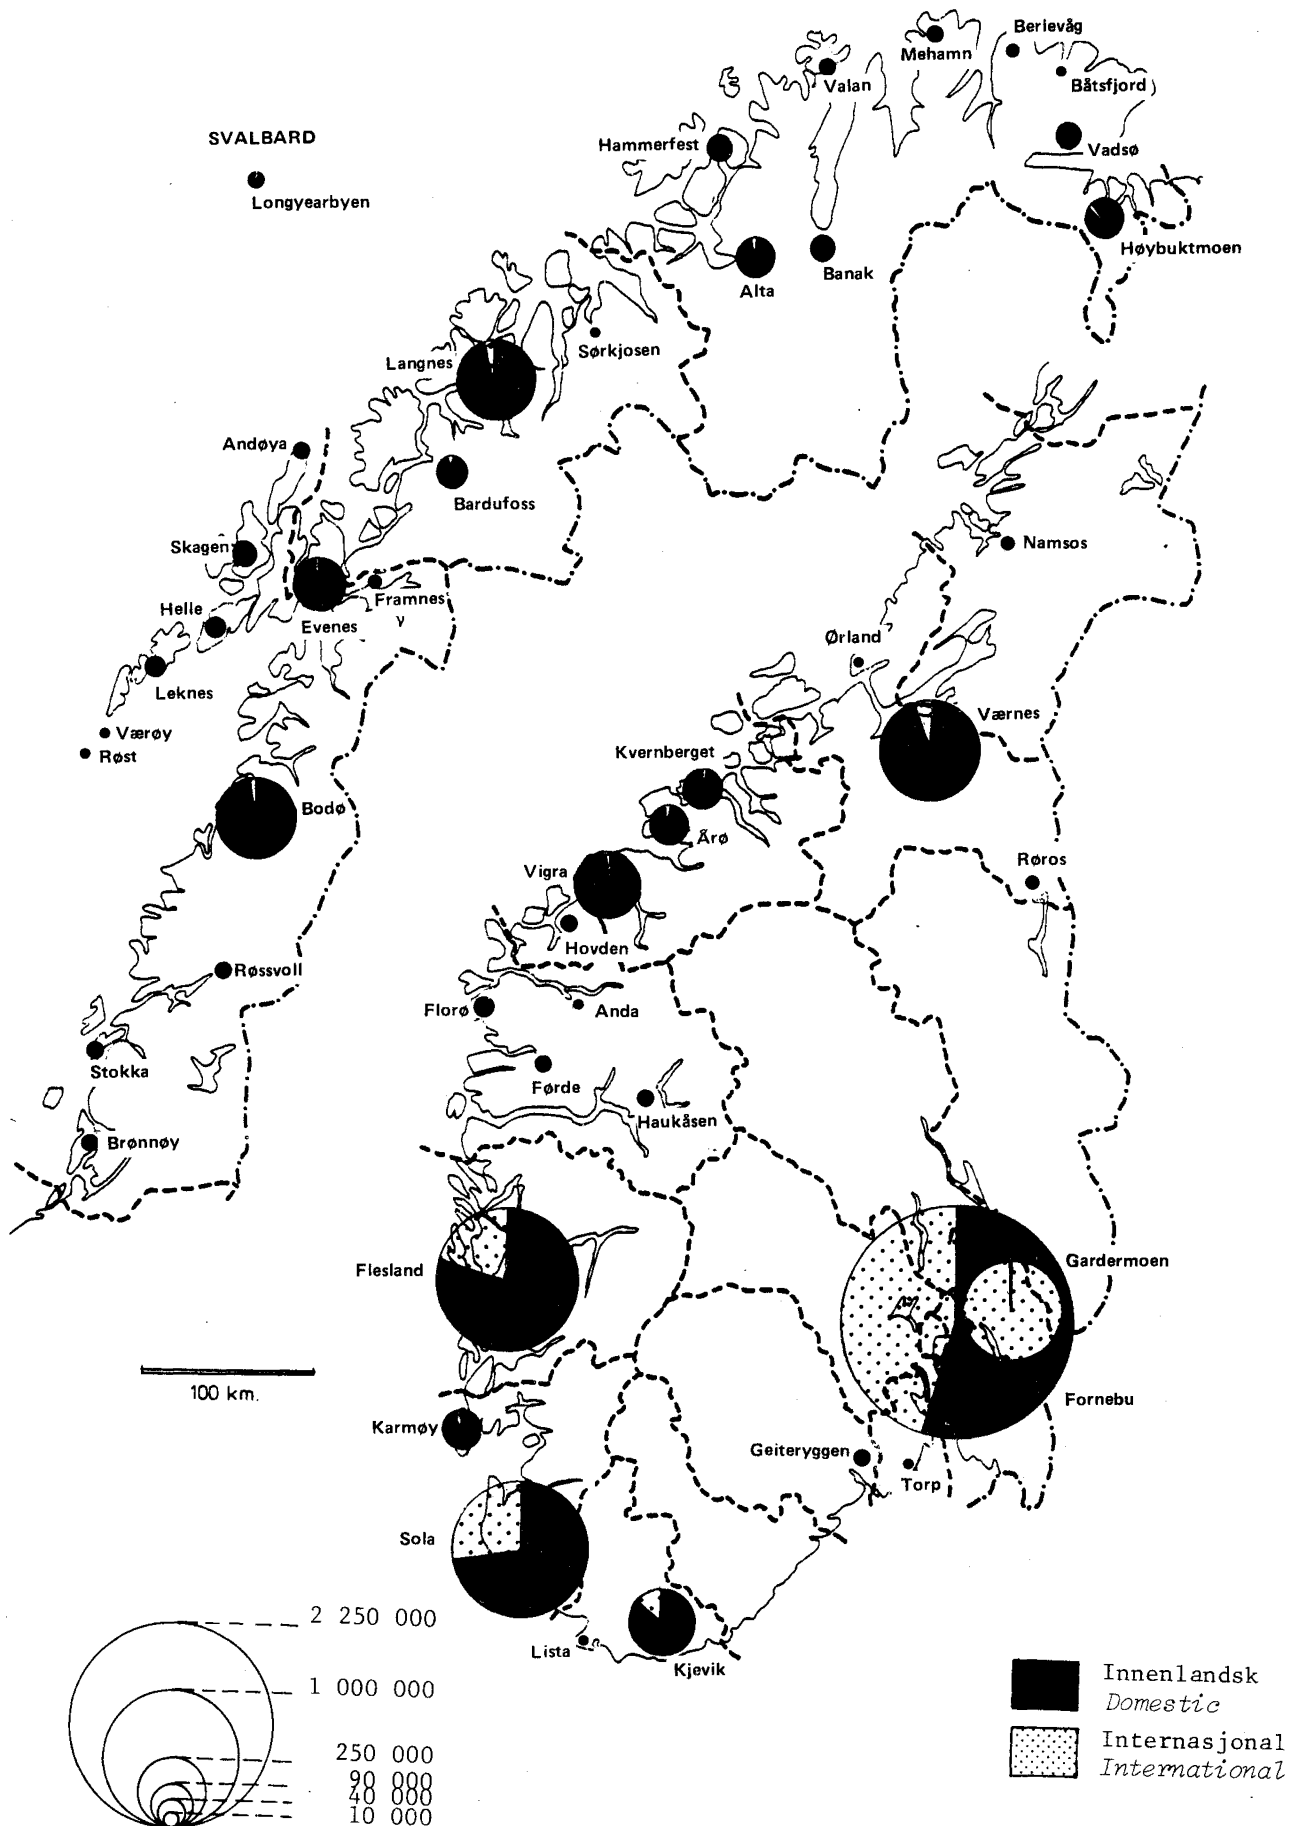 Berievåg
Mehamn
Valan
Båtsfjord
SVALBARD
Hammerfest
Vadsø
Longyearbyen
Høybuktmoen
Banak
Alta
Sørkjosen
Langnes
Andøya
Bardufoss
Skagen
Namsos
Framnes
Helle
Evenes
Ørland
Leknes
Værnes
Værøy
Røst
Kvernberget
Bodø
Årø
Røros
Vigra
Hovden
Røssvoll
Florø
Anda
Stokka
Førde
Haukåsen
Brønnøy
Gardermoen
Flesland
100 km.
Fornebu
Karmøy
Geiteryggen
Torp
Sola
2 250 000
Lista
Kjevik
1 000 000
250 000
90 000
40 000
10 000
Innenlandsk
Domestic
Internasjonal
International